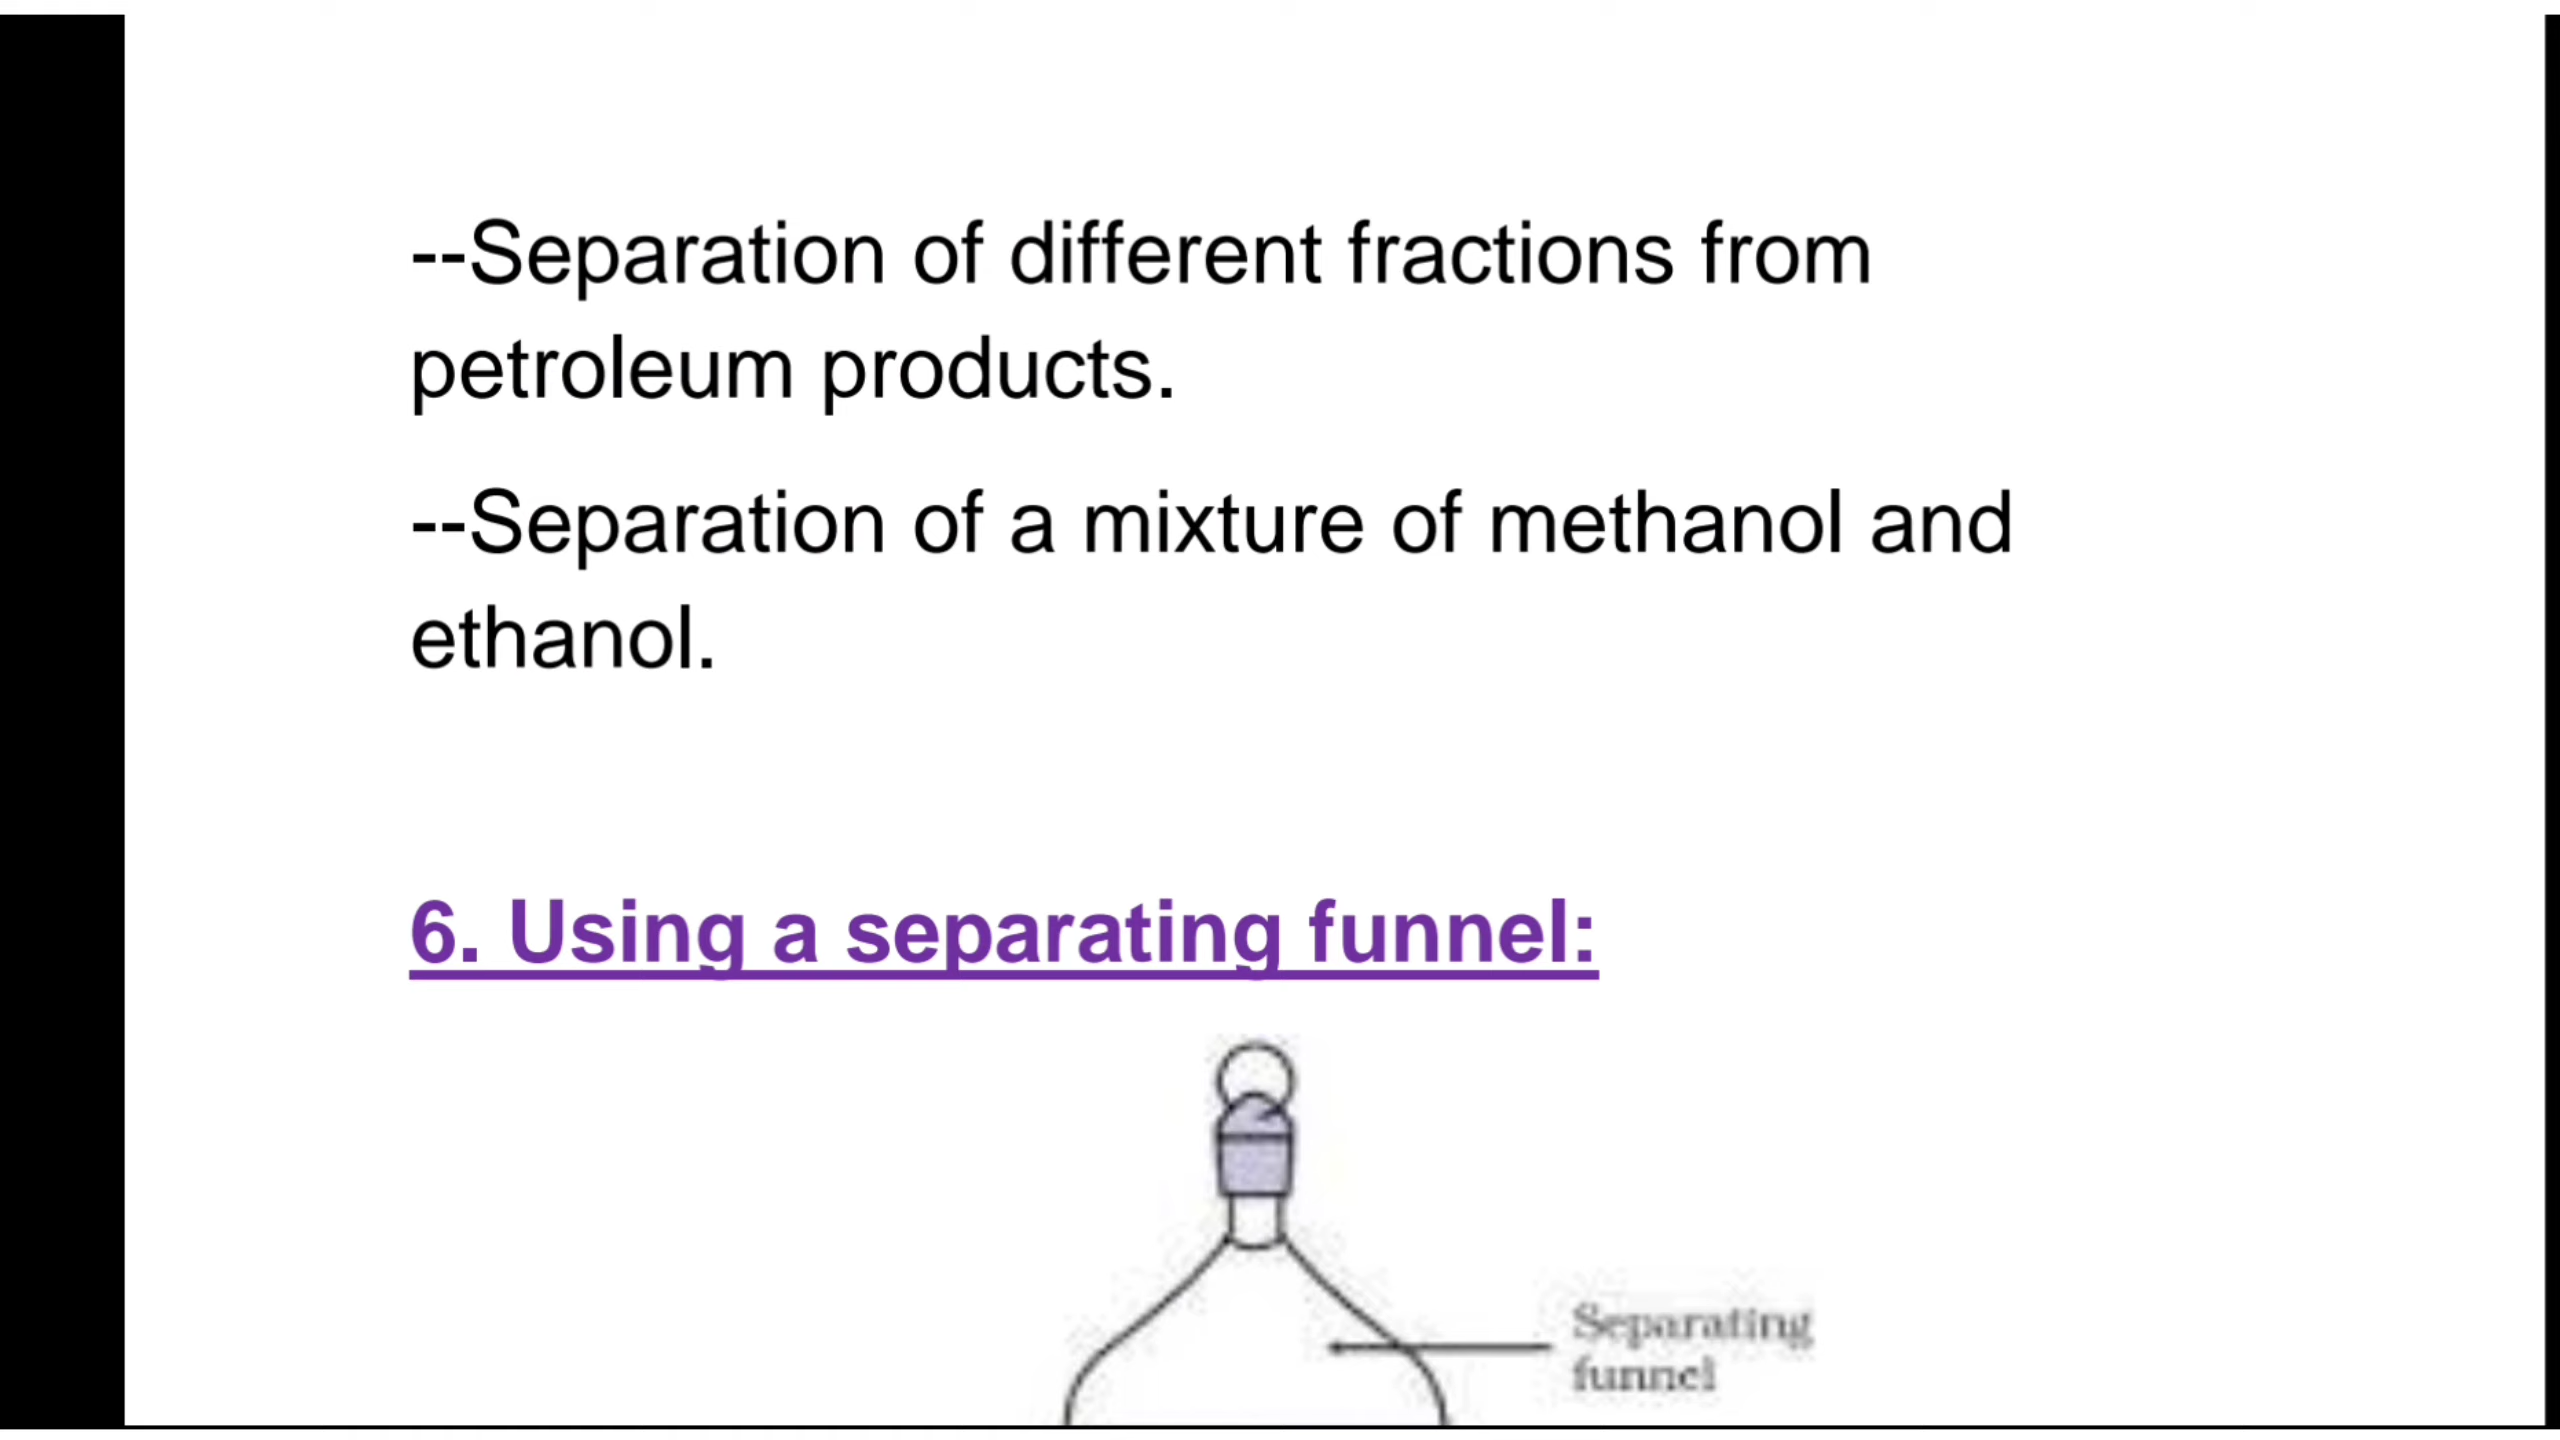 --Separation of different fractions from
petroleum products.
--Separation of a mixture of methanol and
ethanol.
6. Using a separating funnel:
Separating
funnel